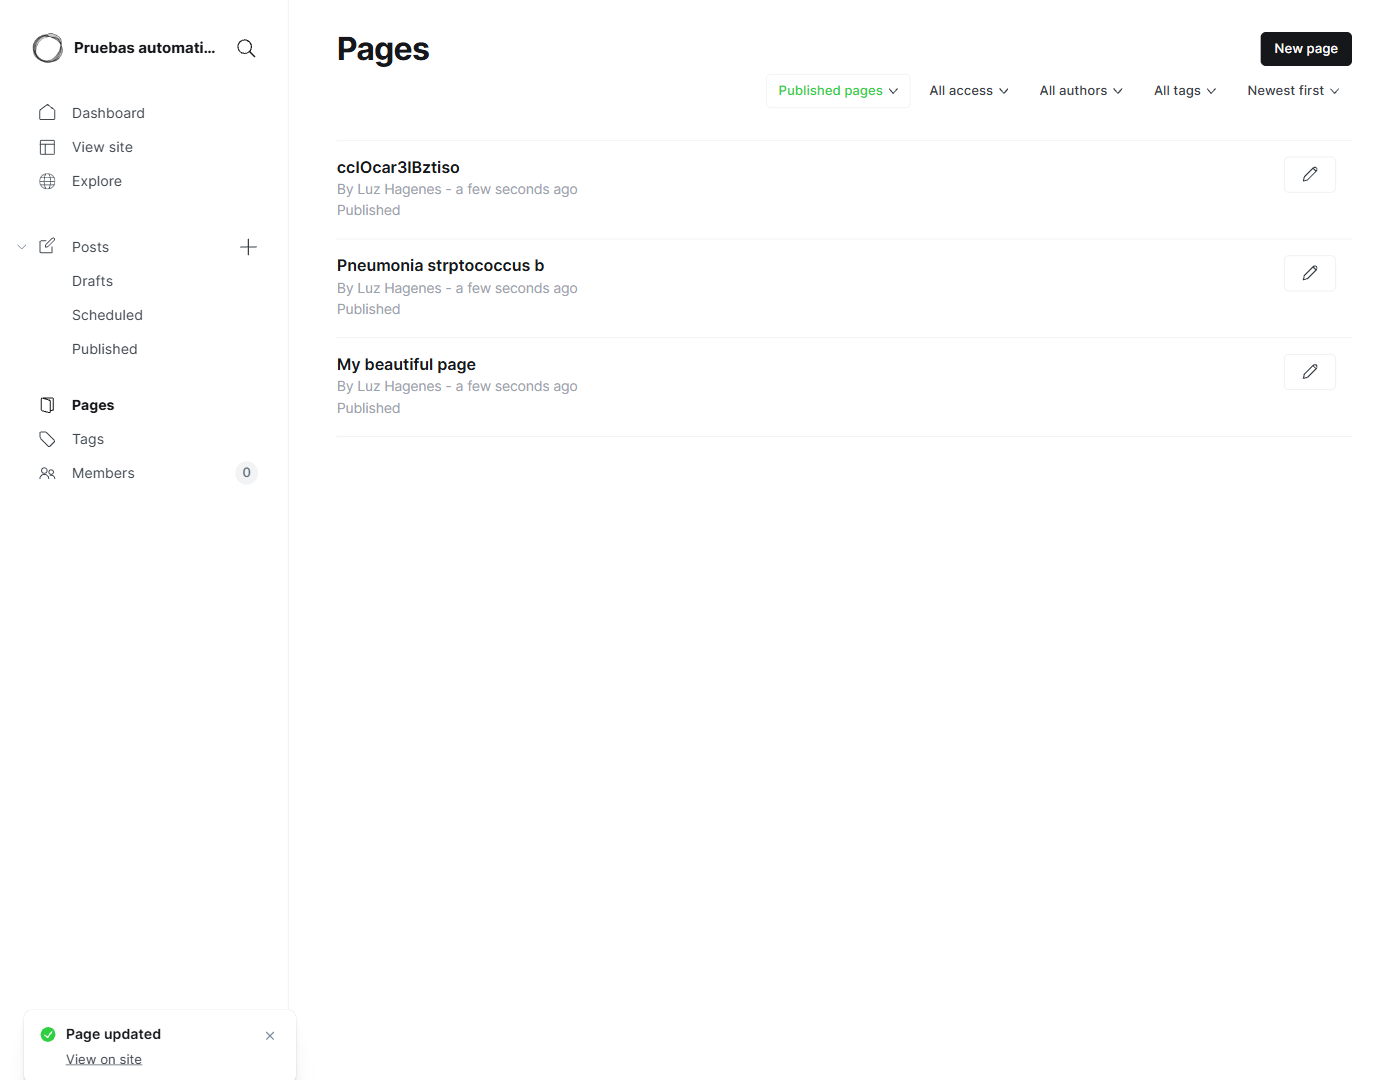 Pruebas automati...
Dashboard
View site
Explore
Posts
Drafts
Scheduled
Published
Pages
Tags
Members
0
Pages
New page
Published pages
All access
All authors
All tags
Newest first
ccIOcar3IBztiso
By Luz Hagenes - a few seconds ago
Published
Pneumonia strptococcus b
By Luz Hagenes - a few seconds ago
Published
My beautiful page
By Luz Hagenes - a few seconds ago
Published
Page updated
View on site